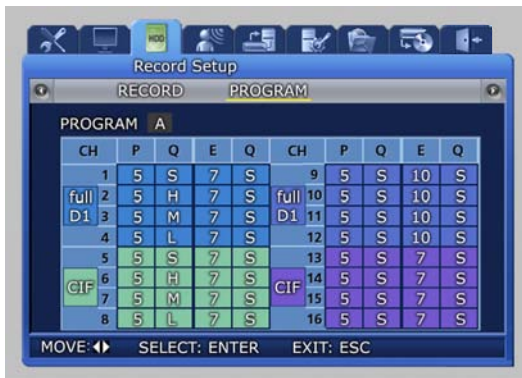 HDD
Record Setup
RECORD PROGRAM
PROGRAM A
CH P Q E Q CH P Q E Q
1 5 S 7 S 9 5 S 10 S
full 2 5 H 7 S full 10 5 S 10 S
D1 3 5 M 7 S D1 11 5 S 10 S
4 5 L 7 S 12 5 S 10 S
5 5 S 7 S 13 5 S 7 S
CIF 6 5 H 7 S CIF 14 5 S 7 S
7 5 M 7 S 15 5 S 7 S
8 5 L 7 S 16 5 S 7 S
MOVE: SELECT: ENTER EXIT: ESC